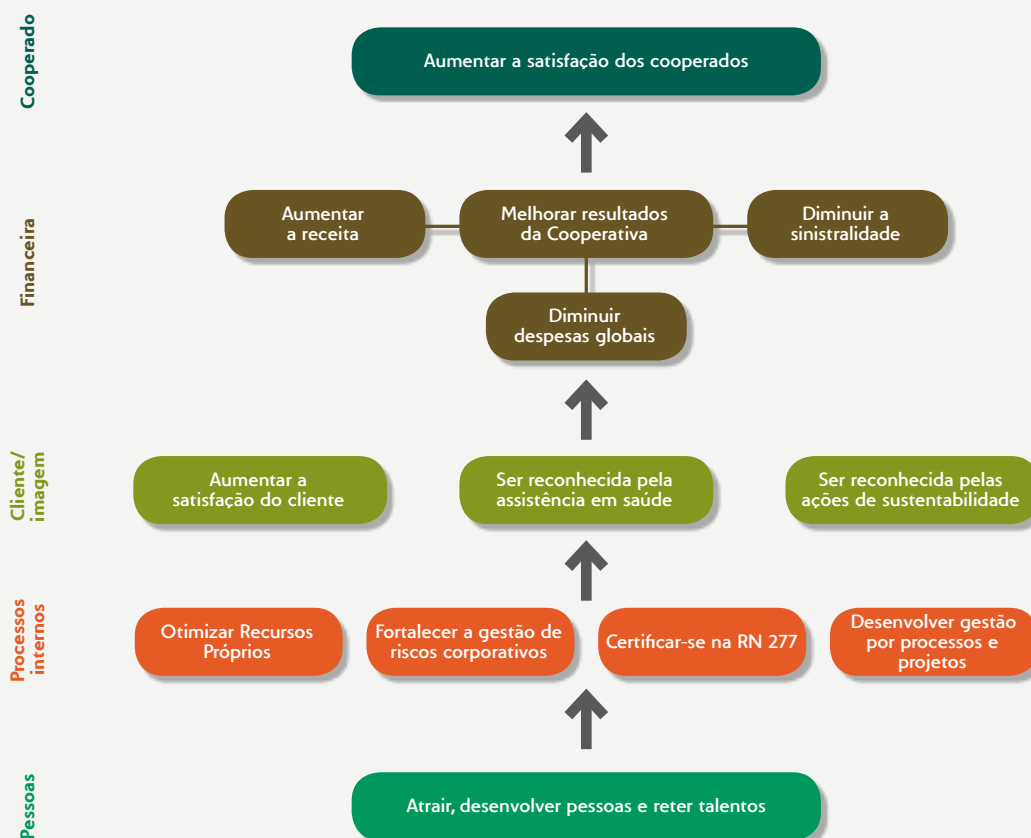 Cooperado
Aumentar a satisfação dos cooperados
Financeira
Aumentar
a receita
Melhorar resultados
da Cooperativa
Diminuir a
sinistralidade
Diminuir
despesas globais
Cliente/
imagem
Aumentar a
satisfação do cliente
Ser reconhecida pela
assistência em saúde
Ser reconhecida pelas
ações de sustentabilidade
Processos
internos
Otimizar Recursos
Próprios
Fortalecer a gestão de
riscos corporativos
Certificar-se na RN 277
Desenvolver gestão
por processos e
projetos
Pessoas
Atrair, desenvolver pessoas e reter talentos